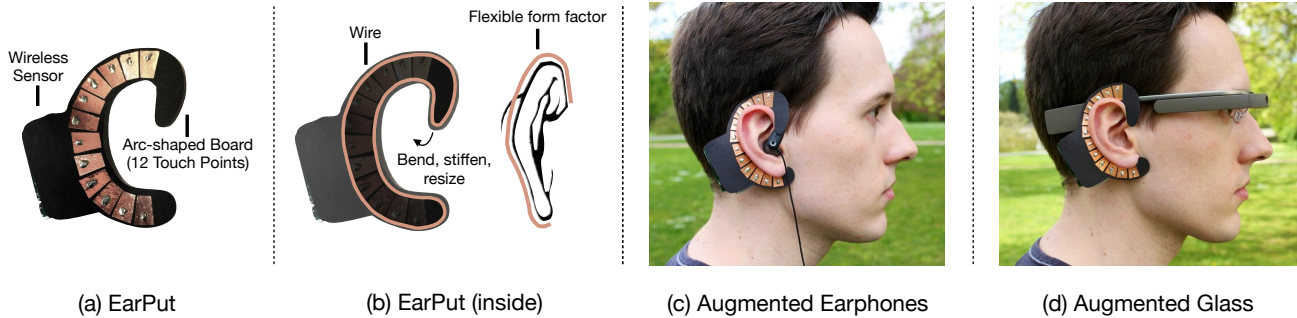 Wireless
Sensor
Arc-shaped Board
(12 Touch Points)
(a) EarPut
Wire
Flexible form factor
Bend, stiffen,
resize
(b) EarPut (inside)
(c) Augmented Earphones
(d) Augmented Glass